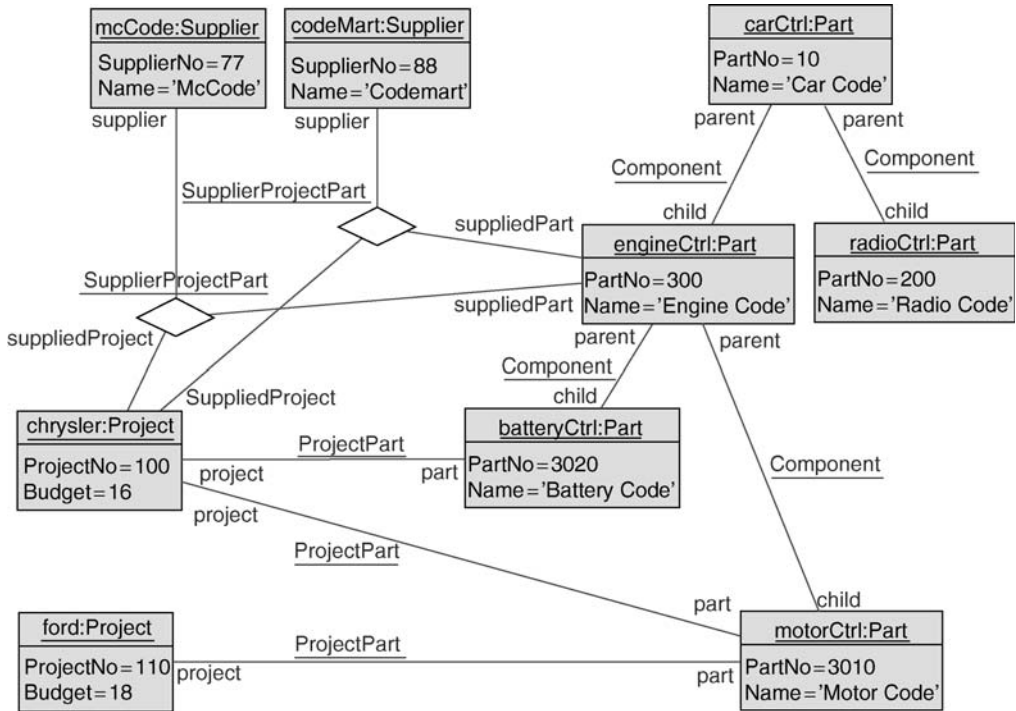 mcCode:Supplier
SupplierNo=77
Name='McCode'
supplier
codeMart:Supplier
SupplierNo=88
Name='Codemart'
supplier
carCtrl:Part
PartNo=10
Name='Car Code'
parent
parent
Component
Component
child
child
SupplierProjectPart
suppliedPart
engineCtrl:Part
PartNo=300
Name='Engine Code'
radioCtrl:Part
PartNo=200
Name='Radio Code'
SupplierProjectPart
suppliedPart
suppliedProject
parent
parent
Component
child
SuppliedProject
chrysler:Project
ProjectNo=100
Budget=16
ProjectPart
project
part
batteryCtrl:Part
PartNo=3020
Name='Battery Code'
Component
project
ProjectPart
part
child
ford:Project
ProjectNo=110
Budget=18
ProjectPart
project
part
motorCtrl:Part
PartNo=3010
Name='Motor Code'